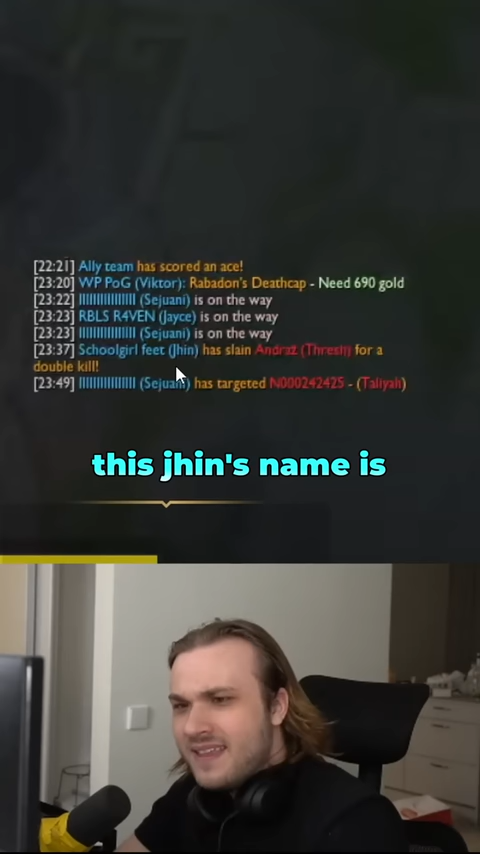 [22:21] Ally team has scored an ace!
[23:20] WP PoG (Viktor): Rabadon's Deathcap - Need 690 gold
[23:22] IIIIIIIIIIIIIIII (Sejuani) is on the way
[23:23] RBLS R4VEN (Jayce) is on the way
[23:23] IIIIIIIIIIIIIIII (Sejuani) is on the way
[23:37] Schoolgirl feet (Jhin) has slain Andraž (Thresh) for a
double kill!
[23:49] IIIIIIIIIIIIIIII (Sejuani) has targeted N000242425 - (Taliyah)
this jhin's name is